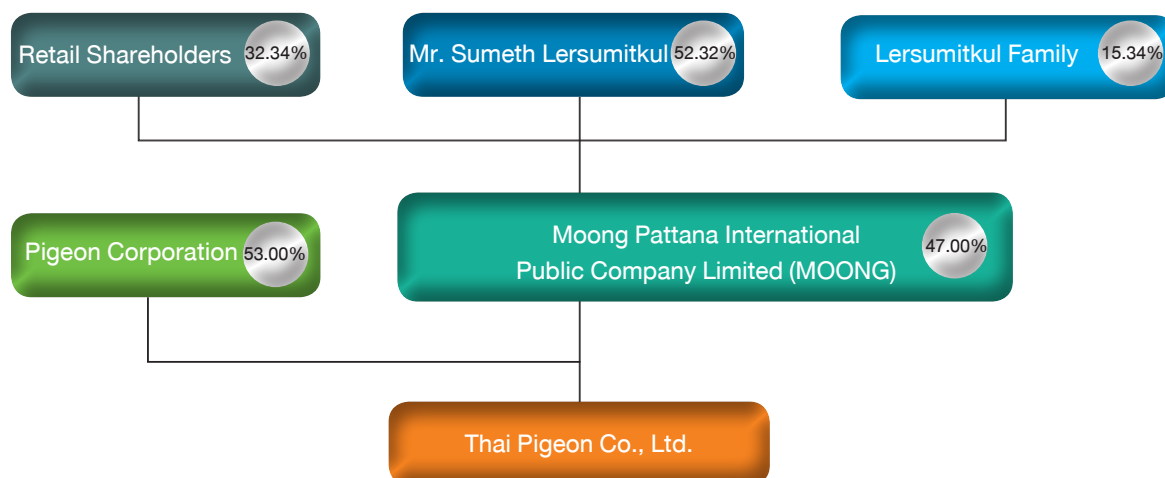 Retail Shareholders 32.34%
Mr. Sumeth Lersumitkul 52.32%
Lersumitkul Family 15.34%
Pigeon Corporation 53.00%
Moong Pattana International
Public Company Limited (MOONG)
47.00%
Thai Pigeon Co., Ltd.